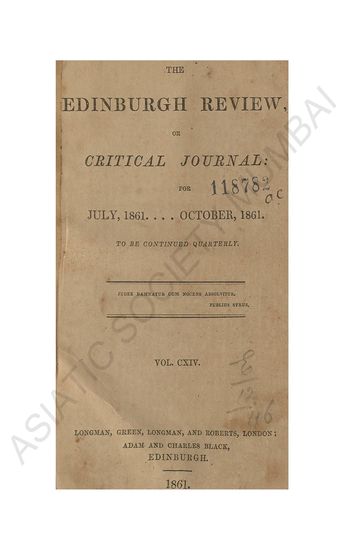 THE
EDINBURGH REVIEW,
OR
CRITICAL JOURNAL:
FOR
118782
JULY, 1861. . . . OCTOBER, 1861.
TO BE CONTINUED QUARTERLY.
JUDEX DAMNATUR CUM NOCENS ABSOLVITUR.
PUBLIUS SYRUS.
VOL. CXIV.
LONGMAN, GREEN, LONGMAN, AND ROBERTS, LONDON;
ADAM AND CHARLES BLACK,
EDINBURGH.
1861.
ASIATIC SOCIETY, MUMBAI